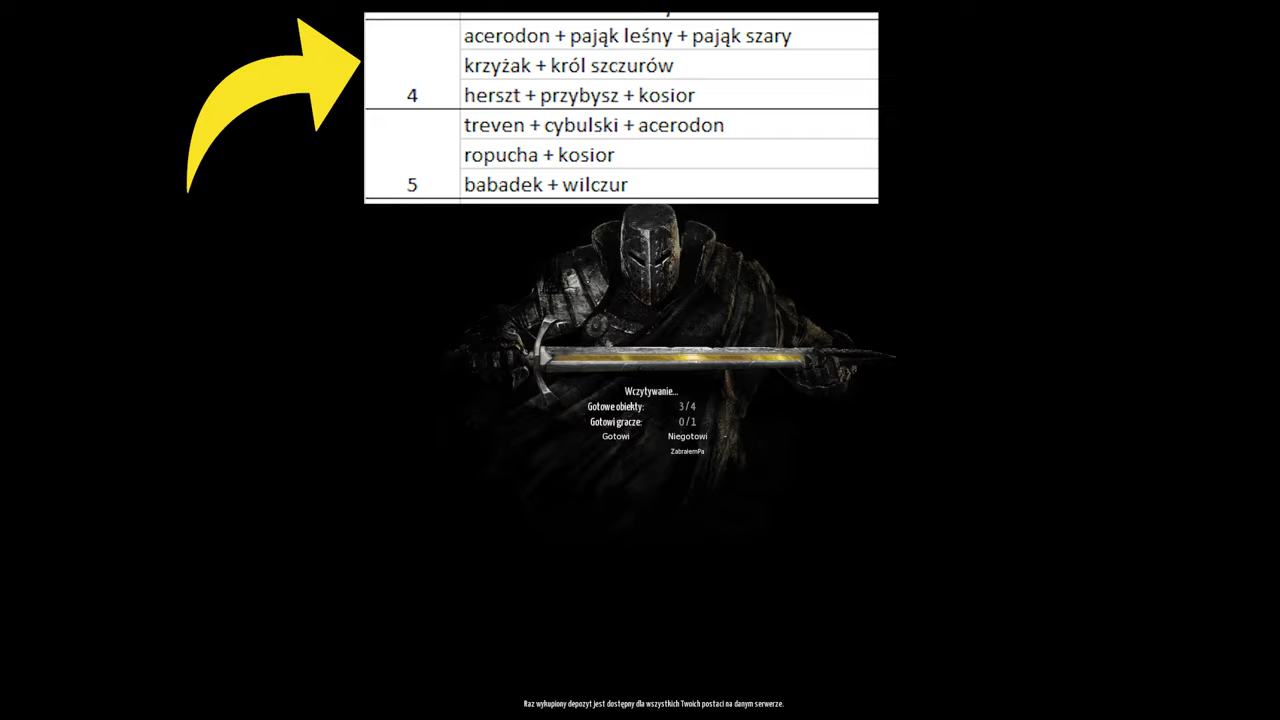 acerodon + pająk leśny + pająk szary
krzyżak + król szczurów
4 herszt + przybysz + kosior
treven + cybulski + acerodon
ropucha + kosior
5 babadek + wilczur
Wczytywanie...
Gotowe obiekty: 3 / 4
Gotowi gracze: 0 / 1
Gotowi Niegotowi -
ZabrałemPa
Raz wykupiony depozyt jest dostępny dla wszystkich Twoich postaci na danym serwerze.